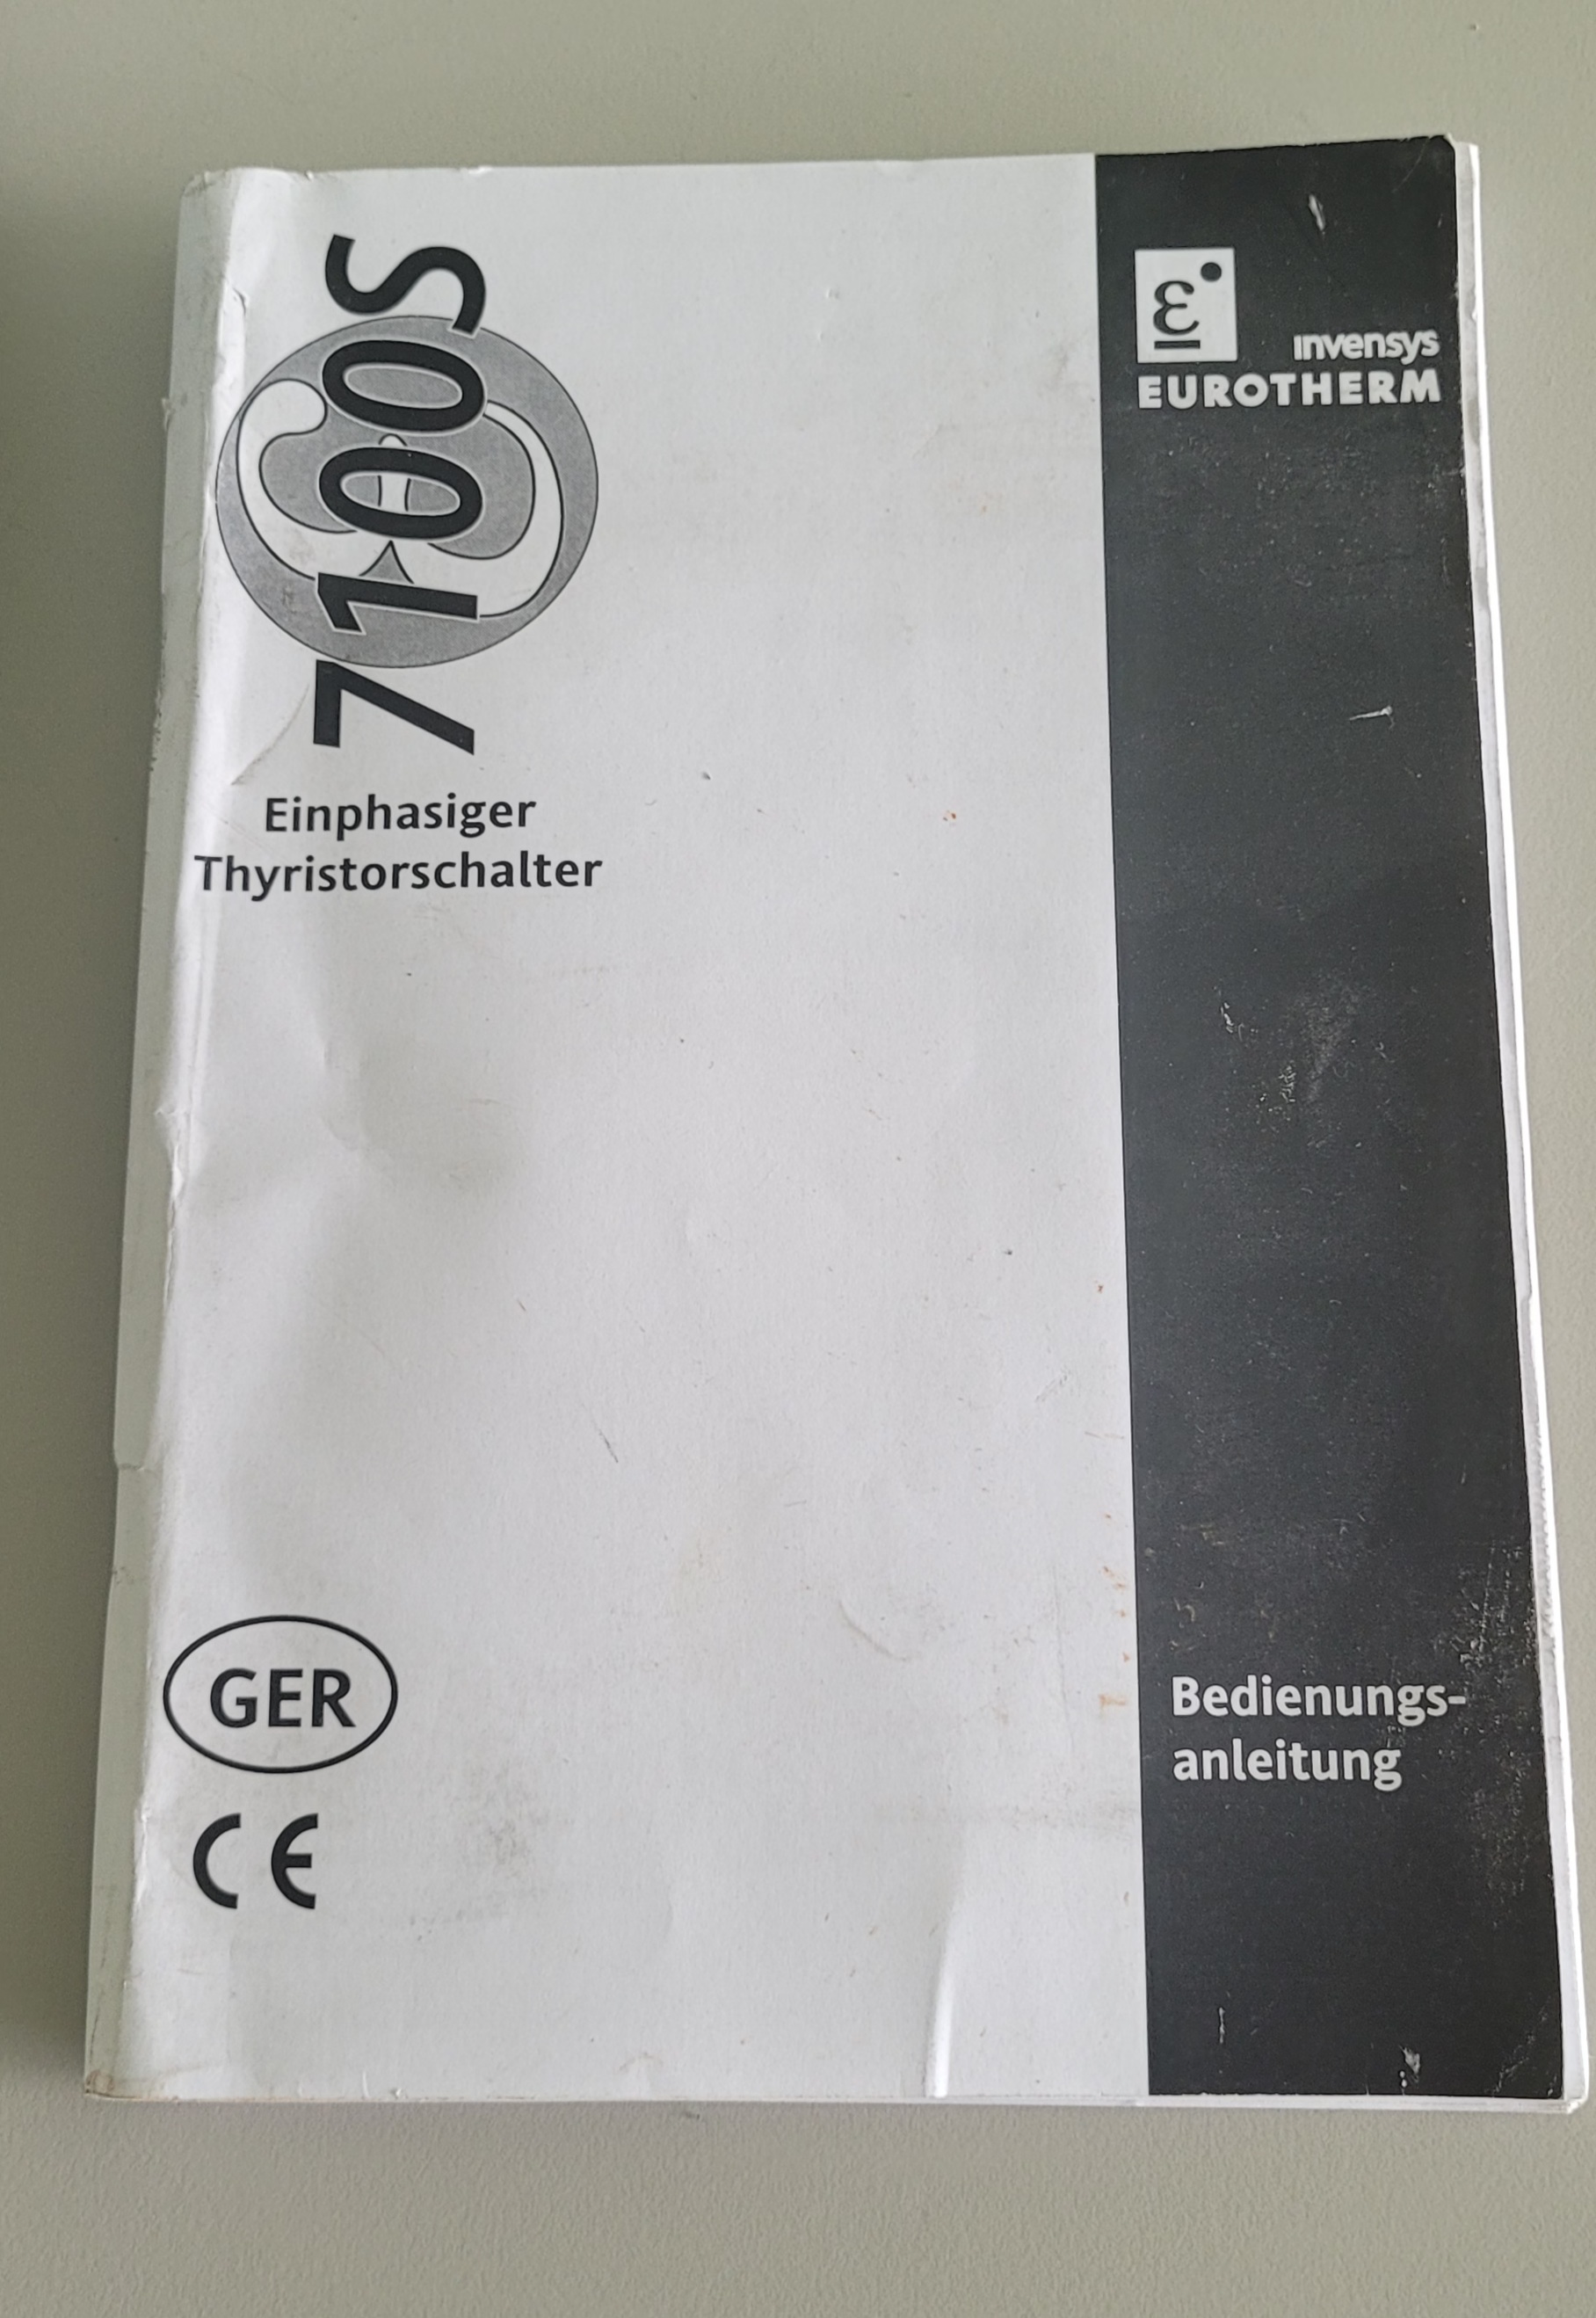 7100S
Einphasiger
Thyristorschalter
ε
invensys
EUROTHERM
GER
CE
Bedienungs-
anleitung